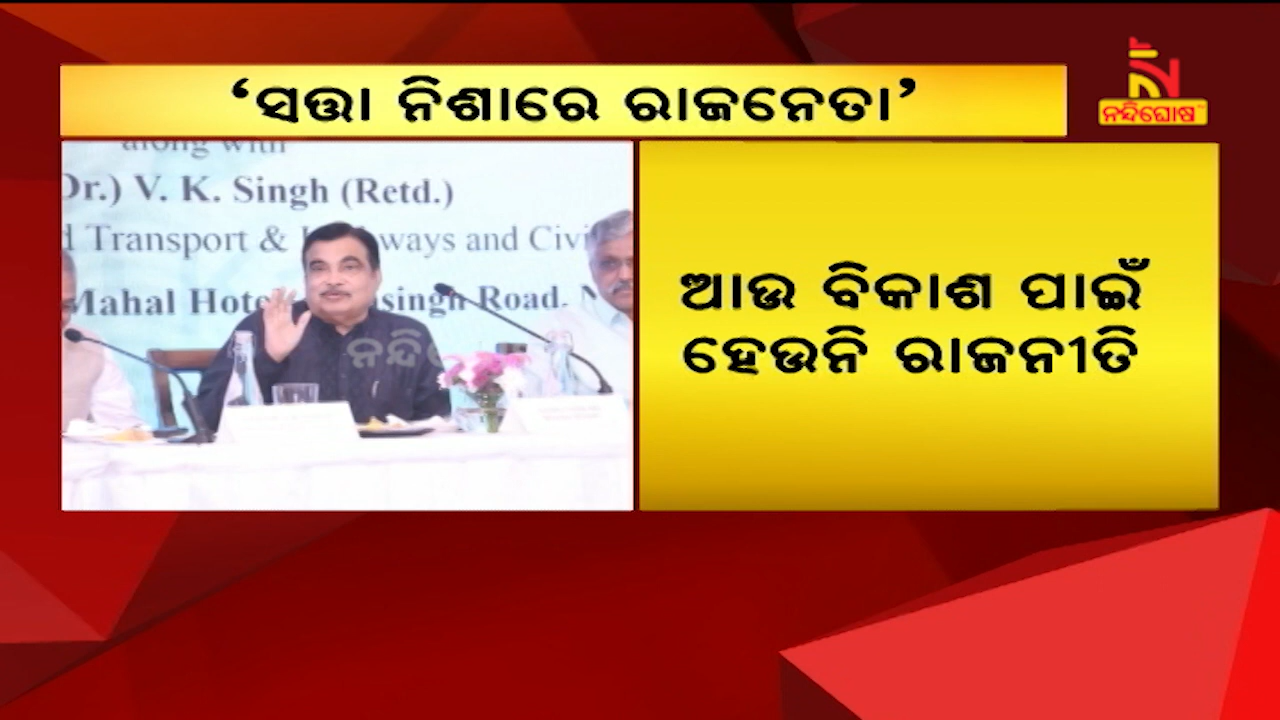 ‘ସତ୍ତା ନିଶାରେ ରାଜନେତା’
ନନ୍ଦିଘୋଷ
along with
Dr.) V. K. Singh (Retd.)
d Transport & ways and Civi
Mahal Hote singh Road.
ଆଉ ବିକାଶ ପାଇଁ
ହେଉନି ରାଜନୀତି